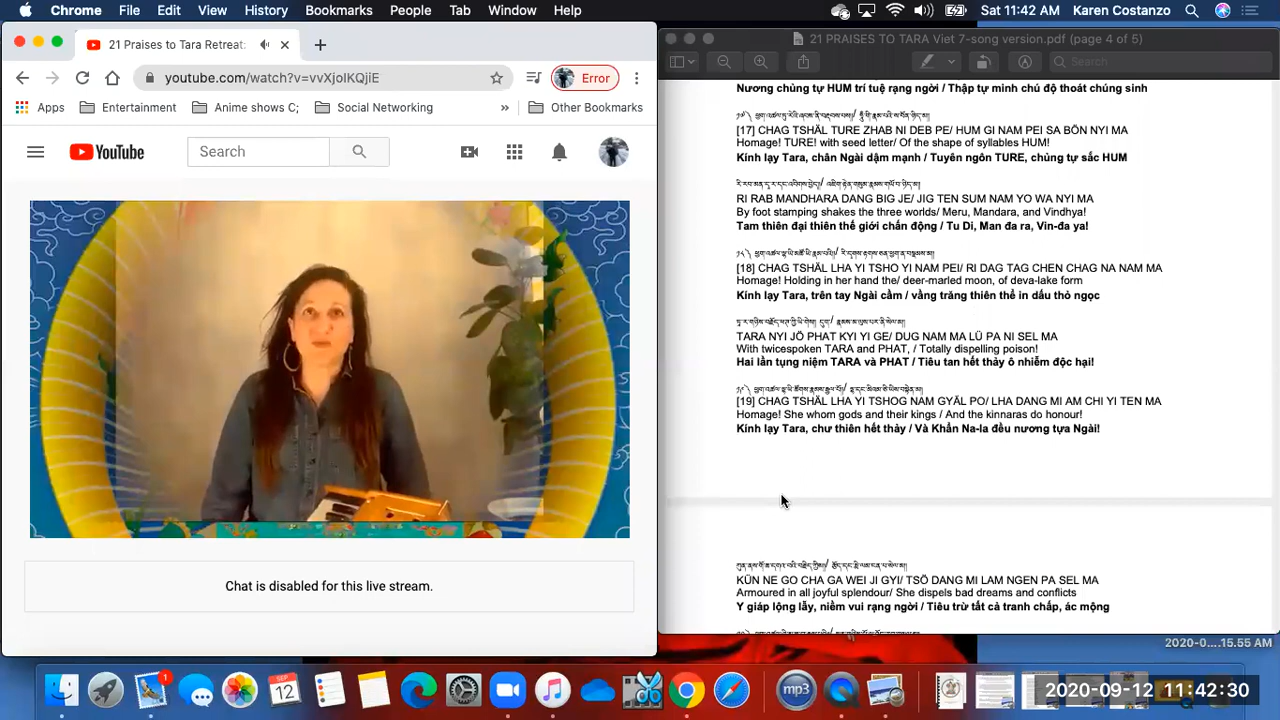 Chrome File Edit View History Bookmarks People Tab Window Help
Sat 11:42 AM Karen Costanzo
21 Praises to Tara Retreat:
youtube.com/watch?v=vvXjolKQjiE
Error
Apps Entertainment Anime shows C; Social Networking » Other Bookmarks
YouTube
Search
Chat is disabled for this live stream.
21 PRAISES TO TARA Viet 7-song version.pdf (page 4 of 5)
Search
Nương chủng tự HUM trí tuệ rạng ngời / Thập tự minh chú độ thoát chúng sinh
[17] CHAG TSHÄL TURE ZHAB NI DEB PE/ HUM GI NAM PEI SA BÖN NYI MA
Homage! TURE! with seed letter/ Of the shape of syllables HUM!
Kính lạy Tara, chân Ngài dậm mạnh / Tuyên ngôn TURE, chủng tự sắc HUM
RI RAB MANDHARA DANG BIG JE/ JIG TEN SUM NAM YO WA NYI MA
By foot stamping shakes the three worlds/ Meru, Mandara, and Vindhya!
Tam thiên đại thiên thế giới chấn động / Tu Di, Man đa ra, Vin-đa ya!
[18] CHAG TSHÄL LHA YI TSHO YI NAM PEI/ RI DAG TAG CHEN CHAG NA NAM MA
Homage! Holding in her hand the/ deer-marled moon, of deva-lake form
Kính lạy Tara, trên tay Ngài cầm / vầng trăng thiên thể in dấu thỏ ngọc
TARA NYI JÖ PHAT KYI YI GE/ DUG NAM MA LÜ PA NI SEL MA
With twicespoken TARA and PHAT, / Totally dispelling poison!
Hai lần tụng niệm TARA và PHAT / Tiêu tan hết thảy ô nhiễm độc hại!
[19] CHAG TSHÄL LHA YI TSHOG NAM GYÄL PO/ LHA DANG MI AM CHI YI TEN MA
Homage! She whom gods and their kings / And the kinnaras do honour!
Kính lạy Tara, chư thiên hết thảy / Và Khẩn Na-la đều nương tựa Ngài!
KÜN NE GO CHA GA WEI JI GYI/ TSÖ DANG MI LAM NGEN PA SEL MA
Armoured in all joyful splendour/ She dispels bad dreams and conflicts
Y giáp lộng lẫy, niềm vui rạng ngời / Tiêu trừ tất cả tranh chấp, ác mộng
2020-0....15.55 AM
SEP
12
1
mp3
2020-09-12 11:42:30